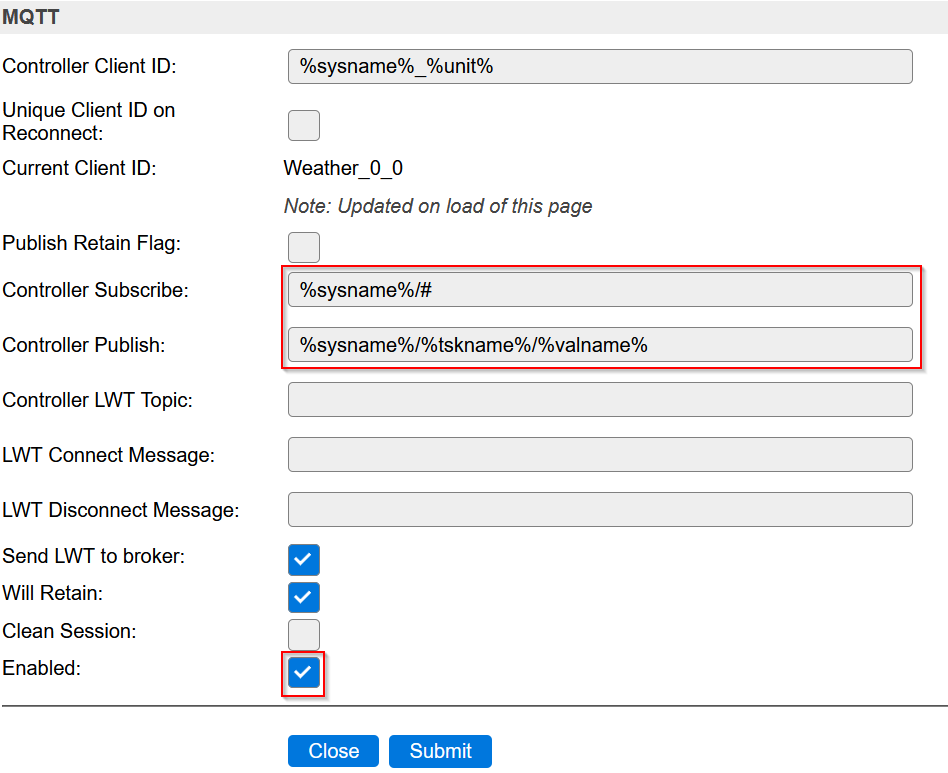 MQTT
Controller Client ID: %sysname%_%unit%
Unique Client ID on
Reconnect:
Current Client ID: Weather_0_0
Note: Updated on load of this page
Publish Retain Flag:
Controller Subscribe: %sysname%/#
Controller Publish: %sysname%/%tskname%/%valname%
Controller LWT Topic:
LWT Connect Message:
LWT Disconnect Message:
Send LWT to broker:
Will Retain:
Clean Session:
Enabled:
Close Submit